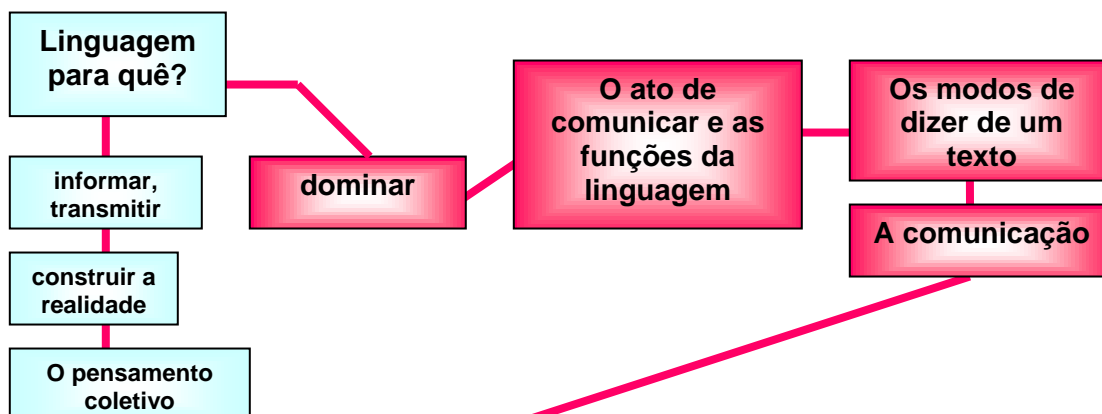 Linguagem
para quê?
informar,
transmitir
construir a
realidade
O pensamento
coletivo
dominar
O ato de
comunicar e as
funções da
linguagem
Os modos de
dizer de um
texto
A comunicação